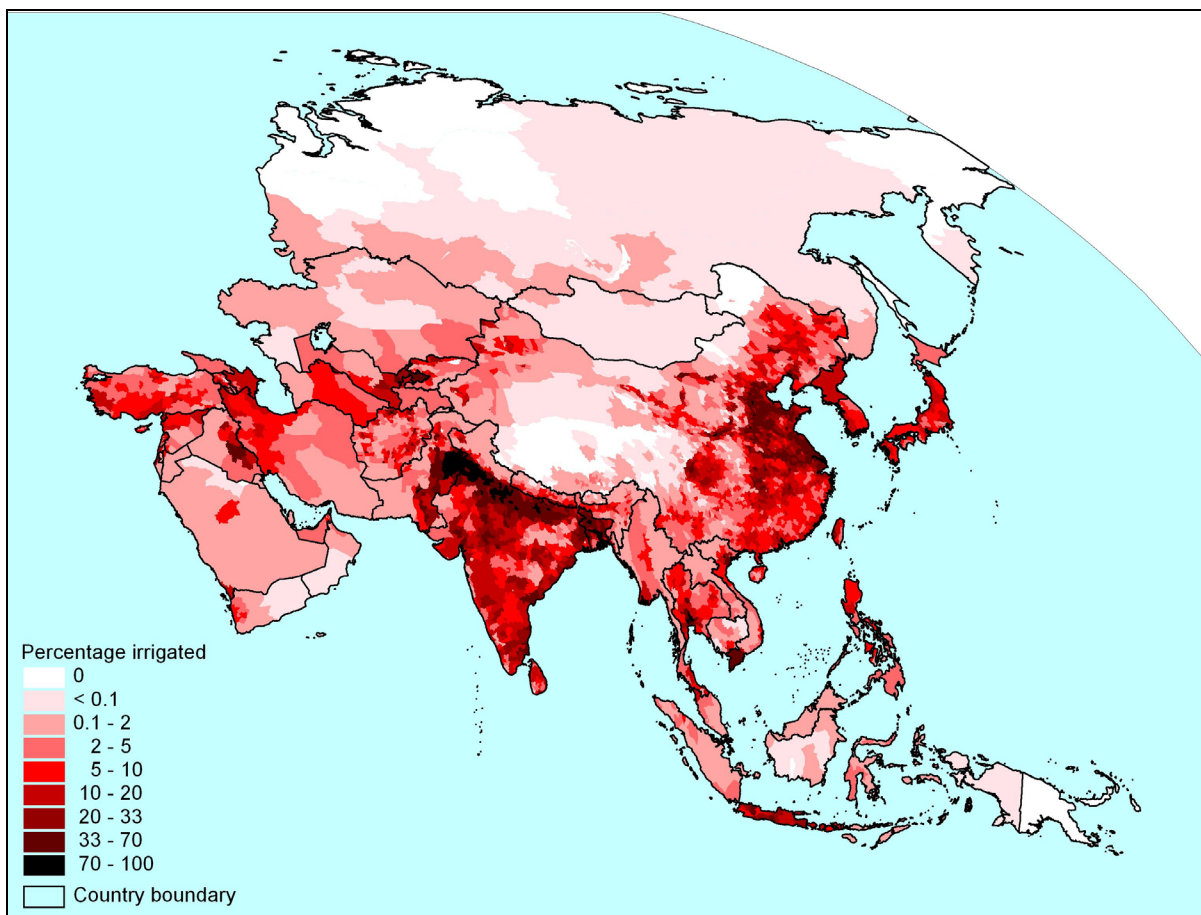 Percentage irrigated
0
< 0.1
0.1 - 2
2 - 5
5 - 10
10 - 20
20 - 33
33 - 70
70 - 100
Country boundary